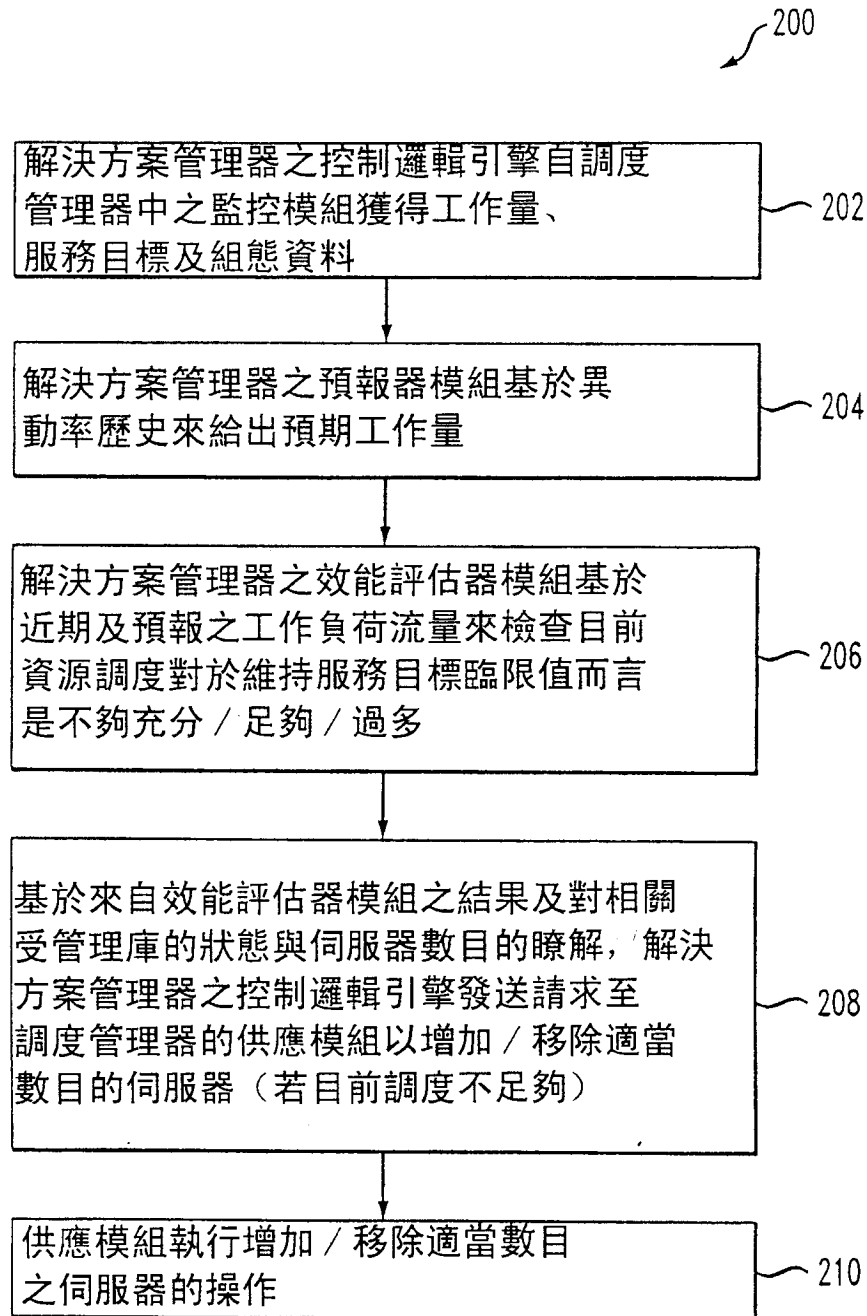 200
解決方案管理器之控制邏輯引擎自調度
管理器中之監控模組獲得工作量、
服務目標及組態資料
202
解決方案管理器之預報器模組基於異
動率歷史來給出預期工作量
204
解決方案管理器之效能評估器模組基於
近期及預報之工作負荷流量來檢查目前
資源調度對於維持服務目標臨限值而言
是不夠充分／足夠／過多
206
基於來自效能評估器模組之結果及對相關
受管理庫的狀態與伺服器數目的瞭解，解決
方案管理器之控制邏輯引擎發送請求至
調度管理器的供應模組以增加／移除適當
數目的伺服器（若目前調度不足夠）
208
供應模組執行增加／移除適當數目
之伺服器的操作
210